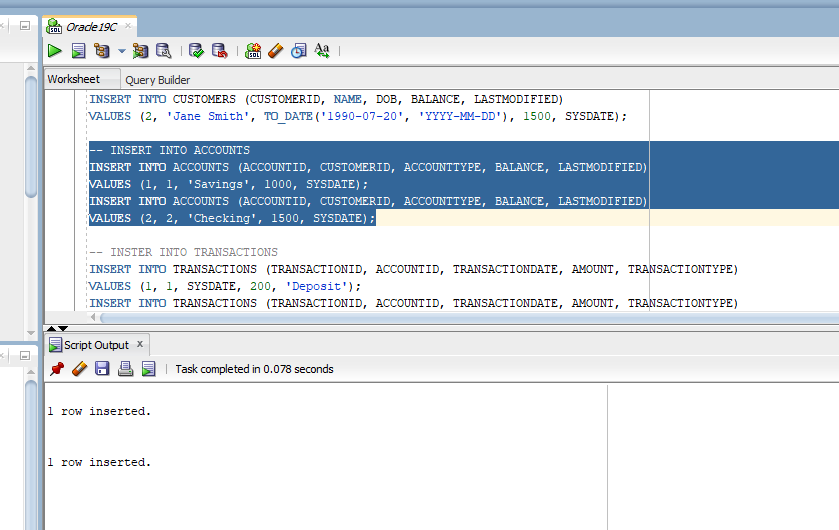 Oracle19C
Worksheet Query Builder
INSERT INTO CUSTOMERS (CUSTOMERID, NAME, DOB, BALANCE, LASTMODIFIED)
VALUES (2, 'Jane Smith', TO_DATE('1990-07-20', 'YYYY-MM-DD'), 1500, SYSDATE);
-- INSERT INTO ACCOUNTS
INSERT INTO ACCOUNTS (ACCOUNTID, CUSTOMERID, ACCOUNTTYPE, BALANCE, LASTMODIFIED)
VALUES (1, 1, 'Savings', 1000, SYSDATE);
INSERT INTO ACCOUNTS (ACCOUNTID, CUSTOMERID, ACCOUNTTYPE, BALANCE, LASTMODIFIED)
VALUES (2, 2, 'Checking', 1500, SYSDATE);
-- INSTER INTO TRANSACTIONS
INSERT INTO TRANSACTIONS (TRANSACTIONID, ACCOUNTID, TRANSACTIONDATE, AMOUNT, TRANSACTIONTYPE)
VALUES (1, 1, SYSDATE, 200, 'Deposit');
INSERT INTO TRANSACTIONS (TRANSACTIONID, ACCOUNTID, TRANSACTIONDATE, AMOUNT, TRANSACTIONTYPE)
Script Output x
Task completed in 0.078 seconds
1 row inserted.
1 row inserted.